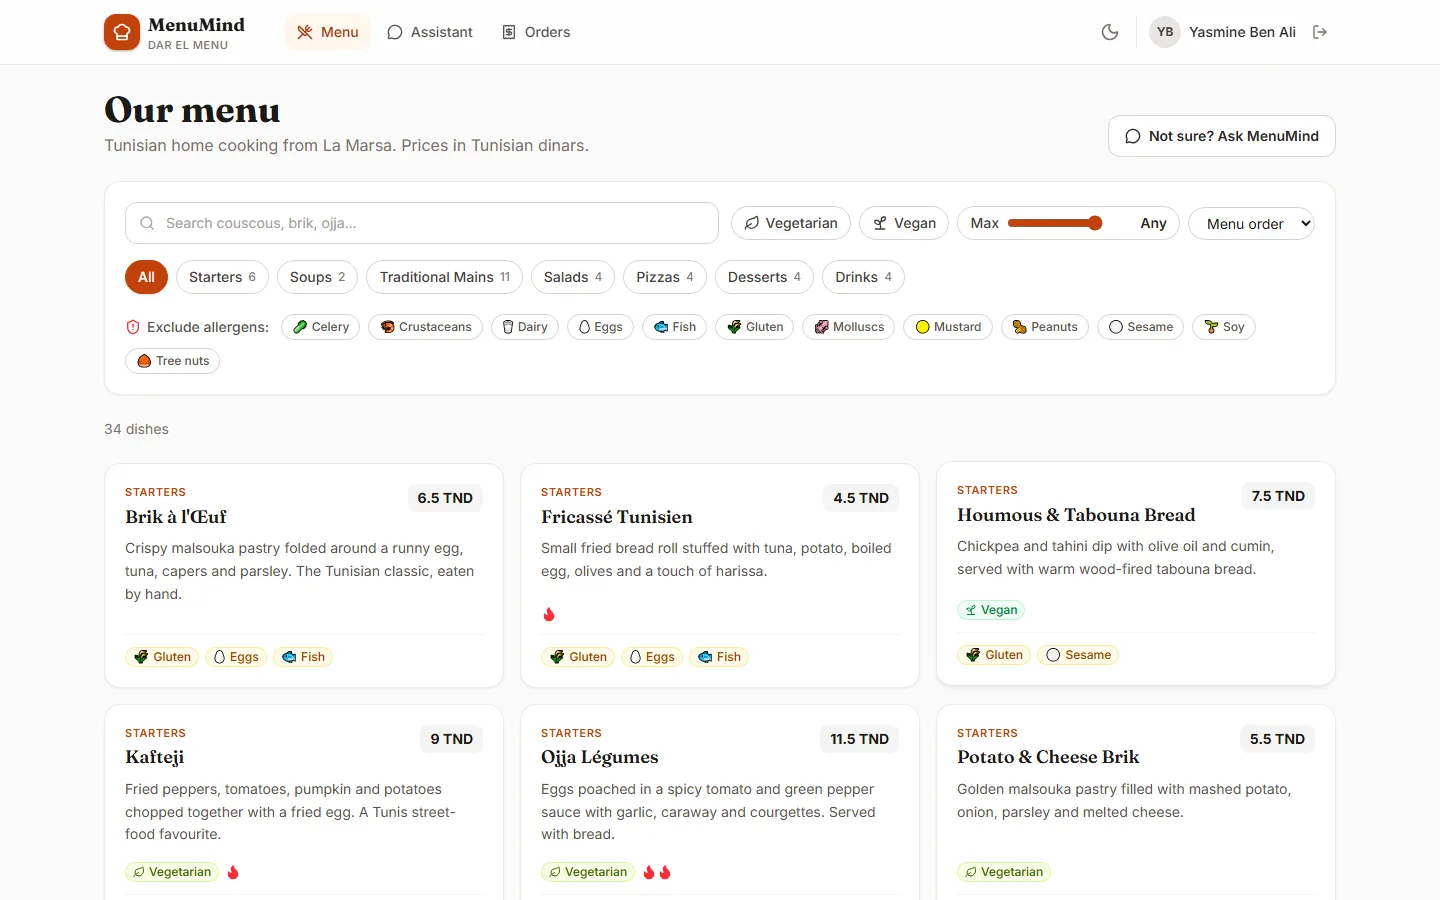 MenuMind
DAR EL MENU
Menu
Assistant
Orders
YB
Yasmine Ben Ali
Our menu
Tunisian home cooking from La Marsa. Prices in Tunisian dinars.
Not sure? Ask MenuMind
Search couscous, brik, ojja...
Vegetarian
Vegan
Max
Any
Menu order
All
Starters 6
Soups 2
Traditional Mains 11
Salads 4
Pizzas 4
Desserts 4
Drinks 4
Exclude allergens:
Celery
Crustaceans
Dairy
Eggs
Fish
Gluten
Molluscs
Mustard
Peanuts
Sesame
Soy
Tree nuts
34 dishes
STARTERS
6.5 TND
Brik à l'Œuf
Crispy malsouka pastry folded around a runny egg,
tuna, capers and parsley. The Tunisian classic, eaten
by hand.
Gluten
Eggs
Fish
STARTERS
4.5 TND
Fricassé Tunisien
Small fried bread roll stuffed with tuna, potato, boiled
egg, olives and a touch of harissa.
Gluten
Eggs
Fish
STARTERS
7.5 TND
Houmous & Tabouna Bread
Chickpea and tahini dip with olive oil and cumin,
served with warm wood-fired tabouna bread.
Vegan
Gluten
Sesame
STARTERS
9 TND
Kafteji
Fried peppers, tomatoes, pumpkin and potatoes
chopped together with a fried egg. A Tunis street-
food favourite.
Vegetarian
STARTERS
11.5 TND
Ojja Légumes
Eggs poached in a spicy tomato and green pepper
sauce with garlic, caraway and courgettes. Served
with bread.
Vegetarian
STARTERS
5.5 TND
Potato & Cheese Brik
Golden malsouka pastry filled with mashed potato,
onion, parsley and melted cheese.
Vegetarian